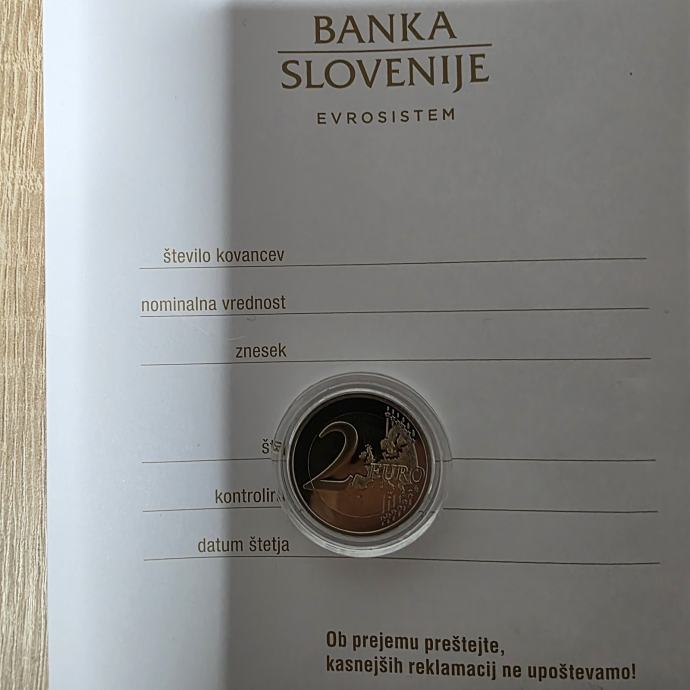 BANKA
SLOVENIJE
EVROSISTEM
število kovancev
nominalna vrednost
znesek
2 EURO
datum štetja
Ob prejemu preštejte,
kasnejših reklamacij ne upoštevamo!